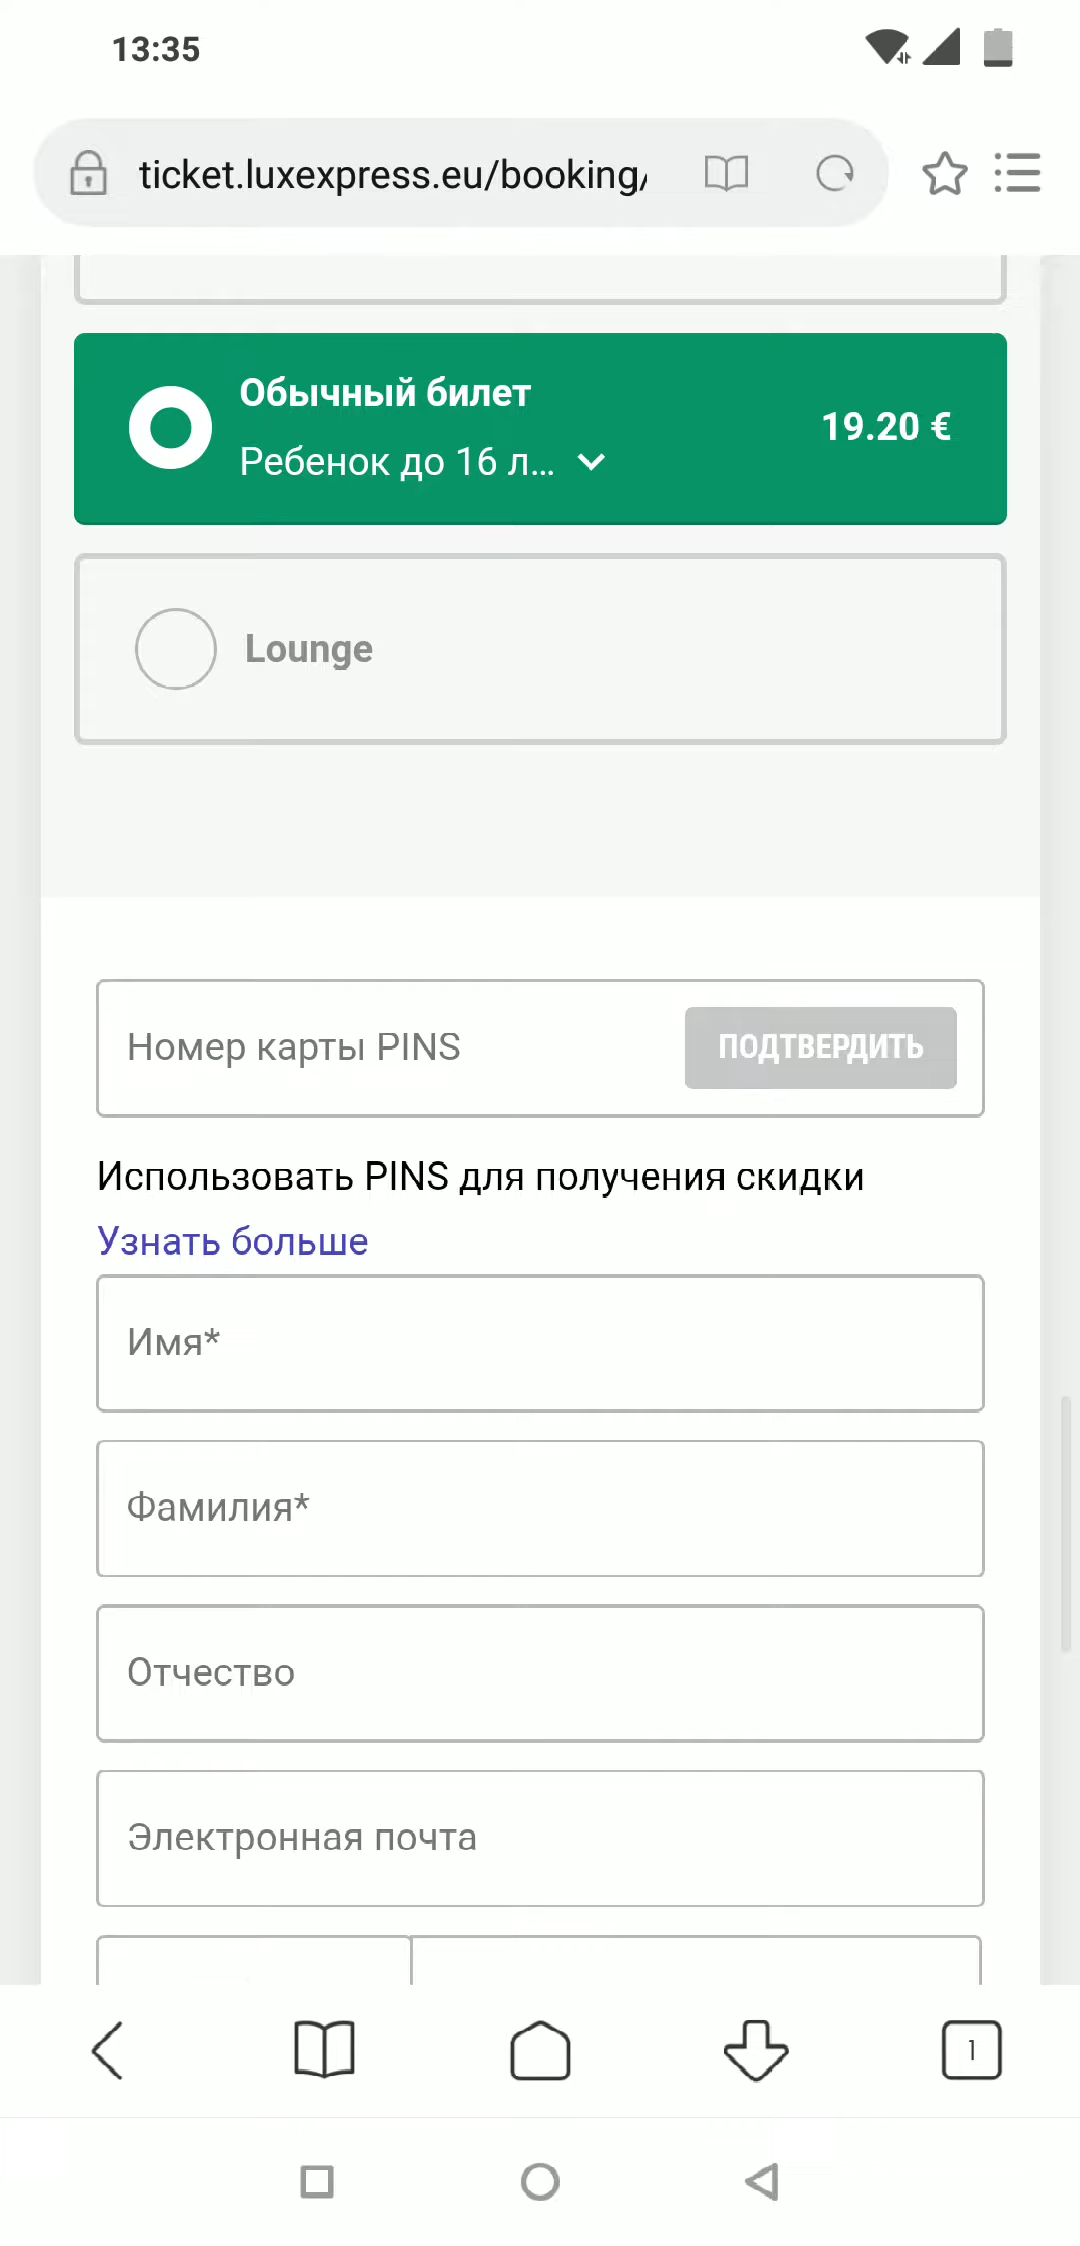 13:35
ticket.luxexpress.eu/booking/
Обычный билет
19.20 €
Ребенок до 16 л...
Lounge
Номер карты PINS
ПОДТВЕРДИТЬ
Использовать PINS для получения скидки
Узнать больше
Имя*
Фамилия*
Отчество
Электронная почта
1